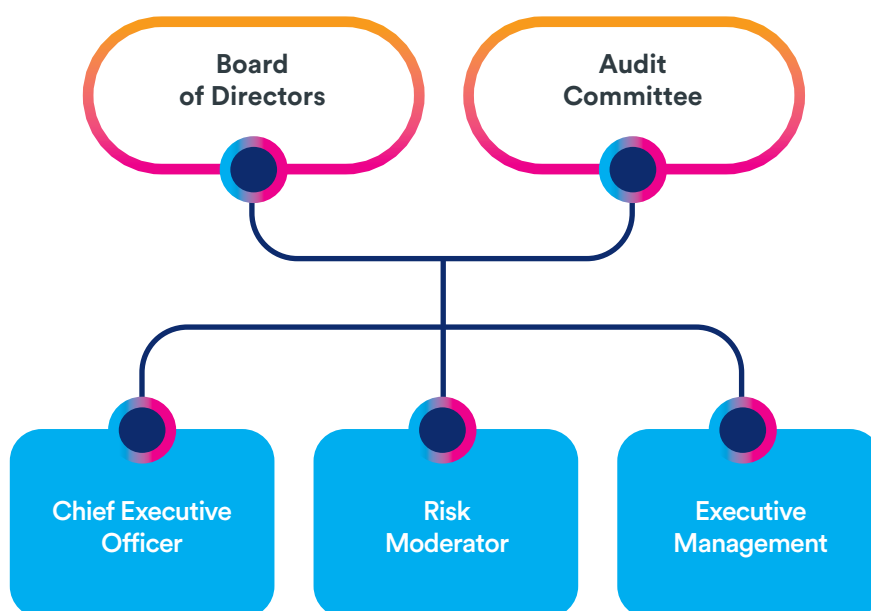 Board
of Directors
Audit
Committee
Chief Executive
Officer
Risk
Moderator
Executive
Management